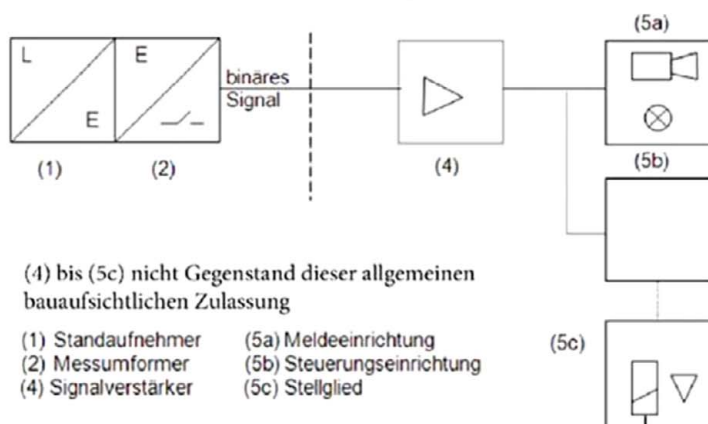 (5a)
L
E
E
binäres
Signal
(1)
(2)
(4)
(5b)
(4) bis (5c) nicht Gegenstand dieser allgemeinen
bauaufsichtlichen Zulassung
(5c)
(1) Standaufnehmer
(5a) Meldeeinrichtung
(2) Messumformer
(5b) Steuerungseinrichtung
(4) Signalverstärker
(5c) Stellglied